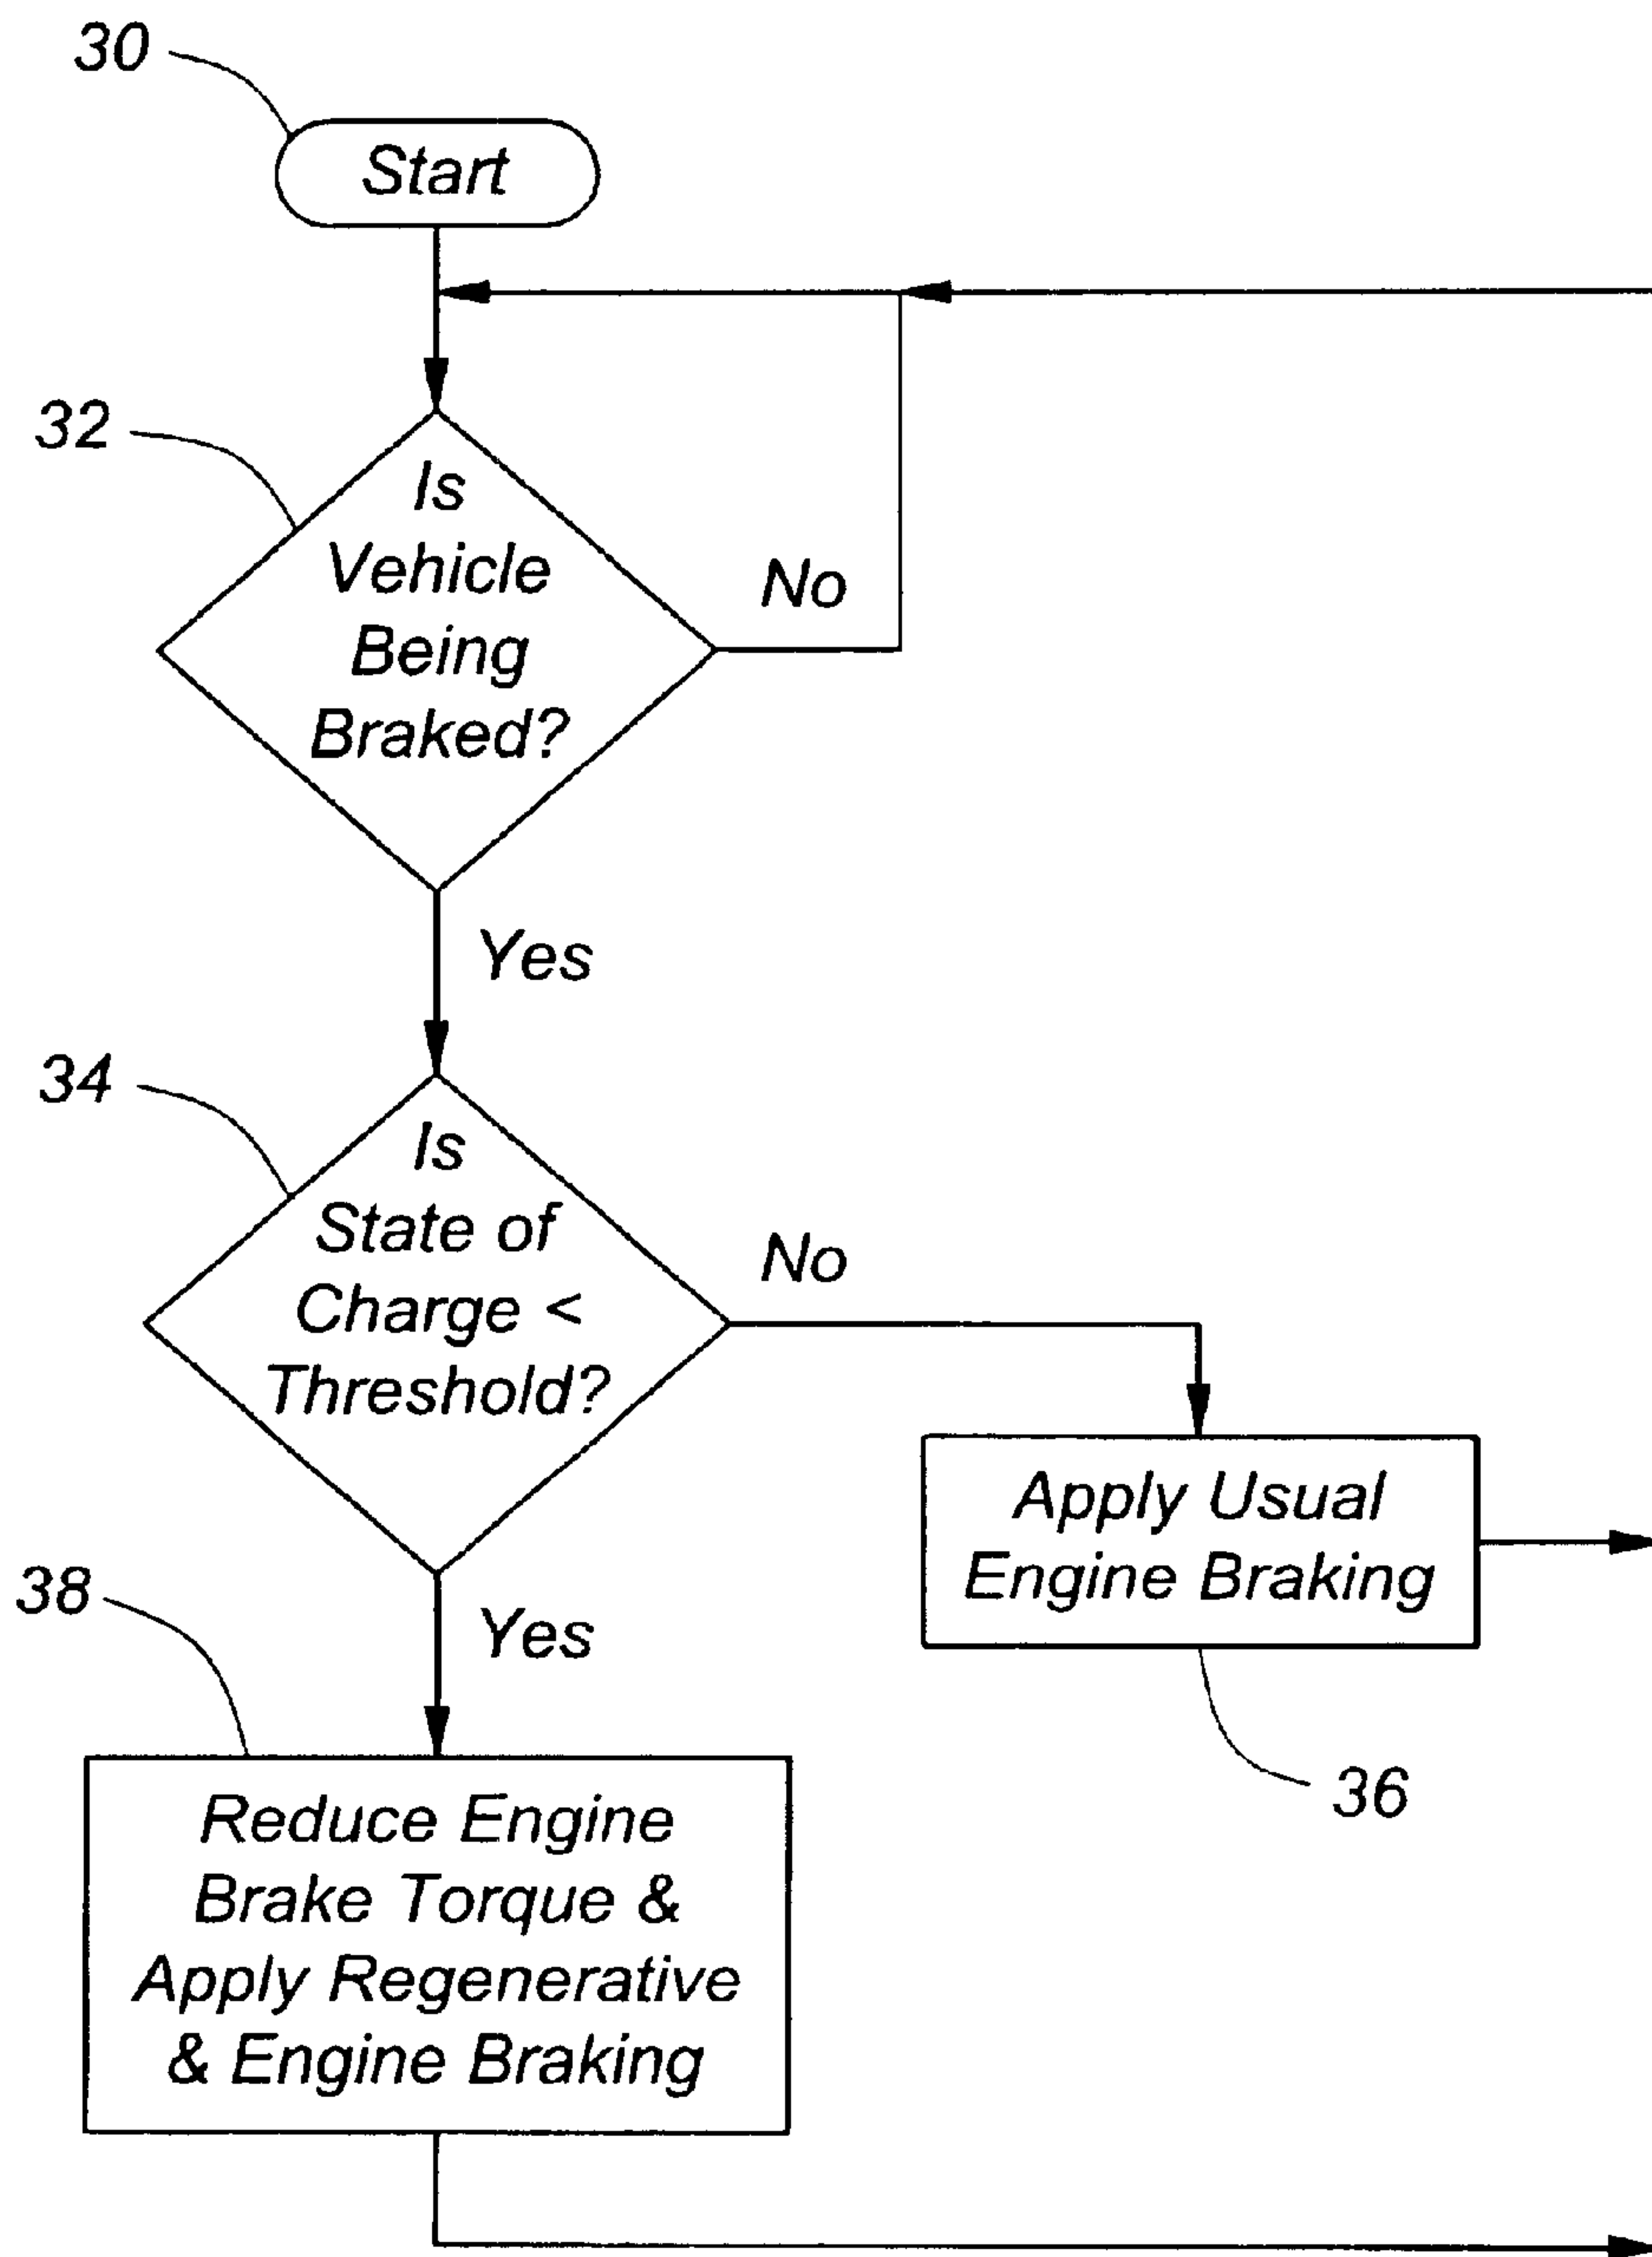 30
Start
32
Is
Vehicle
Being
Braked?
No
Yes
34
Is
State of
Charge <
Threshold?
No
Apply Usual
Engine Braking
36
38
Yes
Reduce Engine
Brake Torque &
Apply Regenerative
& Engine Braking